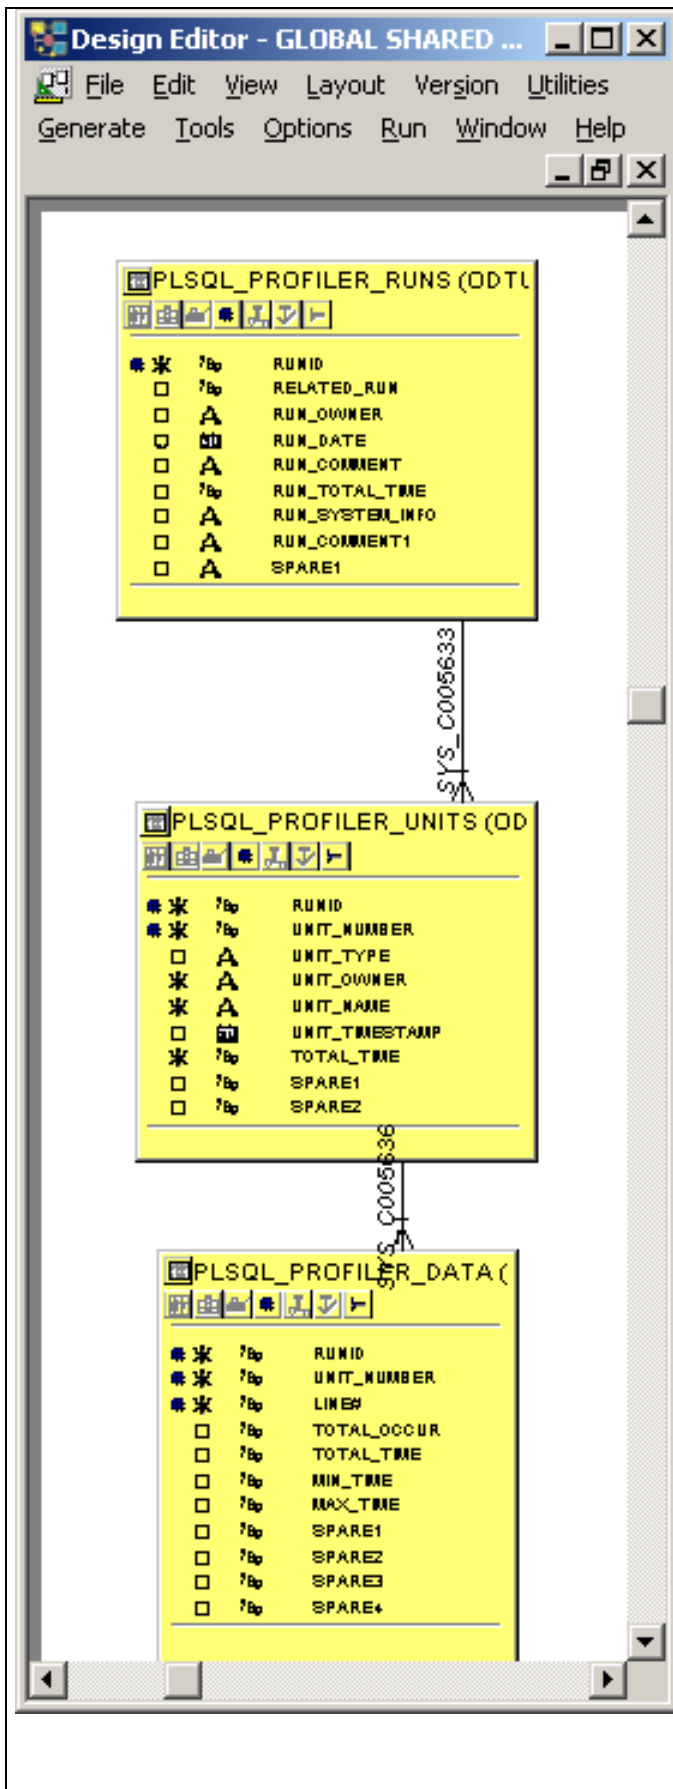 Design Editor - GLOBAL SHARED ...
File Edit View Layout Version Utilities
Generate Tools Options Run Window Help
PLSQL_PROFILER_RUNS (ODTU
RUNID
RELATED_RUN
RUN_OWNER
RUN_DATE
RUN_COMMENT
RUN_TOTAL_TIME
RUN_SYSTEM_INFO
RUN_COMMENT1
SPARE1
SYS_C005633
PLSQL_PROFILER_UNITS (OD
RUNID
UNIT_NUMBER
UNIT_TYPE
UNIT_OWNER
UNIT_NAME
UNIT_TIMESTAMP
TOTAL_TIME
SPARE1
SPARE2
SYS_C005636
PLSQL_PROFILER_DATA (
RUNID
UNIT_NUMBER
LINE#
TOTAL_OCCUR
TOTAL_TIME
MIN_TIME
MAX_TIME
SPARE1
SPARE2
SPARE3
SPARE4